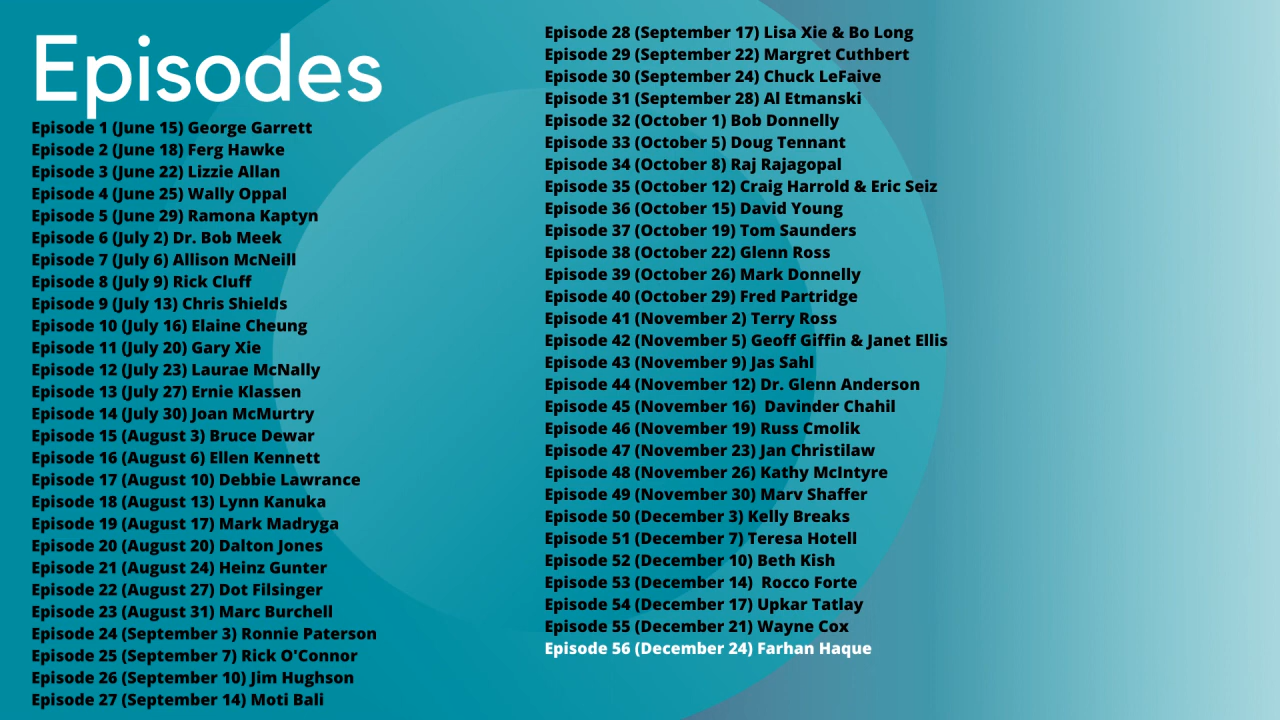 Episodes
Episode 1 (June 15) George Garrett
Episode 2 (June 18) Ferg Hawke
Episode 3 (June 22) Lizzie Allan
Episode 4 (June 25) Wally Oppal
Episode 5 (June 29) Ramona Kaptyn
Episode 6 (July 2) Dr. Bob Meek
Episode 7 (July 6) Allison McNeill
Episode 8 (July 9) Rick Cluff
Episode 9 (July 13) Chris Shields
Episode 10 (July 16) Elaine Cheung
Episode 11 (July 20) Gary Xie
Episode 12 (July 23) Laurae McNally
Episode 13 (July 27) Ernie Klassen
Episode 14 (July 30) Joan McMurtry
Episode 15 (August 3) Bruce Dewar
Episode 16 (August 6) Ellen Kennett
Episode 17 (August 10) Debbie Lawrance
Episode 18 (August 13) Lynn Kanuka
Episode 19 (August 17) Mark Madryga
Episode 20 (August 20) Dalton Jones
Episode 21 (August 24) Heinz Gunter
Episode 22 (August 27) Dot Filsinger
Episode 23 (August 31) Marc Burchell
Episode 24 (September 3) Ronnie Paterson
Episode 25 (September 7) Rick O'Connor
Episode 26 (September 10) Jim Hughson
Episode 27 (September 14) Moti Bali
Episode 28 (September 17) Lisa Xie & Bo Long
Episode 29 (September 22) Margret Cuthbert
Episode 30 (September 24) Chuck LeFaive
Episode 31 (September 28) Al Etmanski
Episode 32 (October 1) Bob Donnelly
Episode 33 (October 5) Doug Tennant
Episode 34 (October 8) Raj Rajagopal
Episode 35 (October 12) Craig Harrold & Eric Seiz
Episode 36 (October 15) David Young
Episode 37 (October 19) Tom Saunders
Episode 38 (October 22) Glenn Ross
Episode 39 (October 26) Mark Donnelly
Episode 40 (October 29) Fred Partridge
Episode 41 (November 2) Terry Ross
Episode 42 (November 5) Geoff Giffin & Janet Ellis
Episode 43 (November 9) Jas Sahl
Episode 44 (November 12) Dr. Glenn Anderson
Episode 45 (November 16)  Davinder Chahil
Episode 46 (November 19) Russ Cmolik
Episode 47 (November 23) Jan Christilaw
Episode 48 (November 26) Kathy McIntyre
Episode 49 (November 30) Marv Shaffer
Episode 50 (December 3) Kelly Breaks
Episode 51 (December 7) Teresa Hotell
Episode 52 (December 10) Beth Kish
Episode 53 (December 14)  Rocco Forte
Episode 54 (December 17) Upkar Tatlay
Episode 55 (December 21) Wayne Cox
Episode 56 (December 24) Farhan Haque